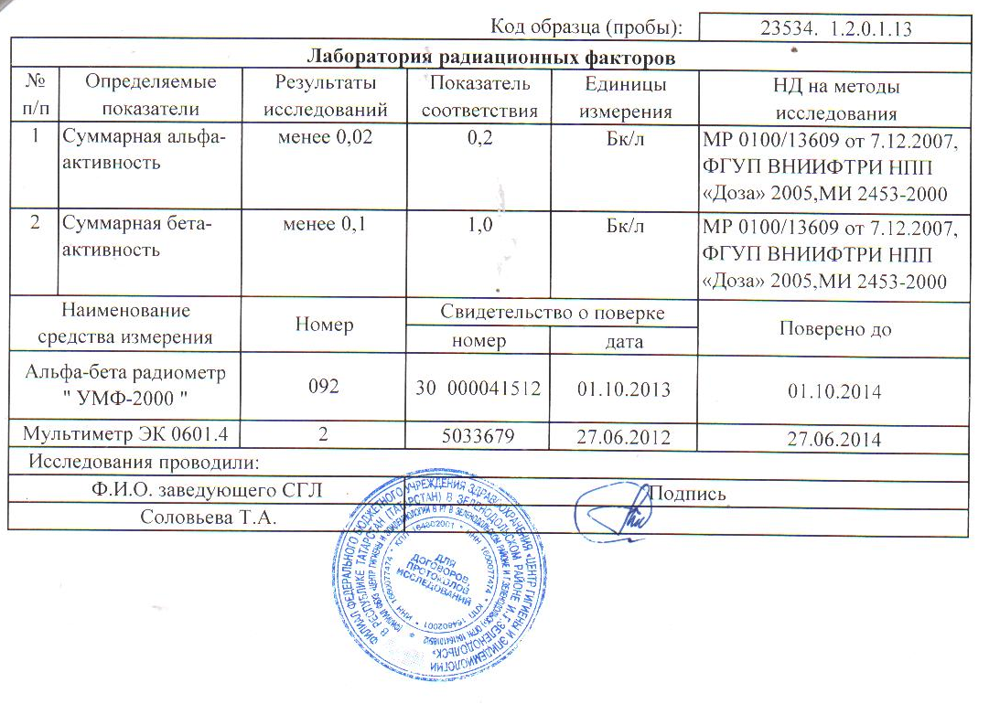 Код образца (пробы): 23534. 1.2.0.1.13
Лаборатория радиационных факторов
№ п/п
Определяемые показатели
Результаты исследований
Показатель соответствия
Единицы измерения
НД на методы исследования
1
Суммарная альфа-
активность
менее 0,02
0,2
Бк/л
МР 0100/13609 от 7.12.2007,
ФГУП ВНИИФТРИ НПП
«Доза» 2005,МИ 2453-2000
2
Суммарная бета-
активность
менее 0,1
1,0
Бк/л
МР 0100/13609 от 7.12.2007,
ФГУП ВНИИФТРИ НПП
«Доза» 2005,МИ 2453-2000
Наименование
средства измерения
Номер
Свидетельство о поверке
номер
дата
Поверено до
Альфа-бета радиометр
" УМФ-2000 "
092
30 000041512
01.10.2013
01.10.2014
Мультиметр ЭК 0601.4
2
5033679
27.06.2012
27.06.2014
Исследования проводили:
Ф.И.О. заведующего СГЛ
Подпись
Соловьева Т.А.
ФИЛИАЛ ФЕДЕРАЛЬНОГО БЮДЖЕТНОГО УЧРЕЖДЕНИЯ ЗДРАВООХРАНЕНИЯ «ЦЕНТР ГИГИЕНЫ И ЭПИДЕМИОЛОГИИ
В РЕСПУБЛИКЕ ТАТАРСТАН (ТАТАРСТАН) В ЗЕЛЕНОДОЛЬСКОМ РАЙОНЕ И Г. ЗЕЛЕНОДОЛЬСК»
ИНН 1660077474 * КПП 164802001
ДЛЯ
ДОГОВОРОВ,
ПРОТОКОЛОВ
ИССЛЕДОВАНИЙ